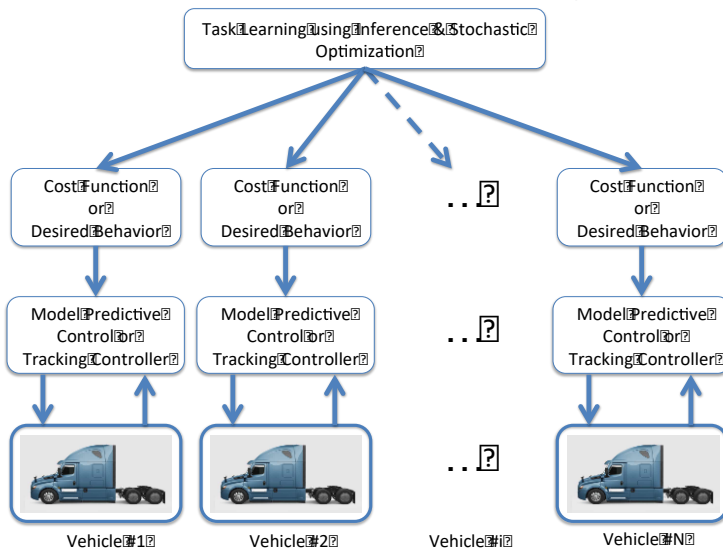 Task Learning using Inference & Stochastic
Optimization
Cost Function
or
Desired Behavior
Cost Function
or
Desired Behavior
...
Cost Function
or
Desired Behavior
Model Predictive
Control or
Tracking Controller
Model Predictive
Control or
Tracking Controller
...
Model Predictive
Control or
Tracking Controller
...
Vehicle #1
Vehicle #2
Vehicle #i
Vehicle #N